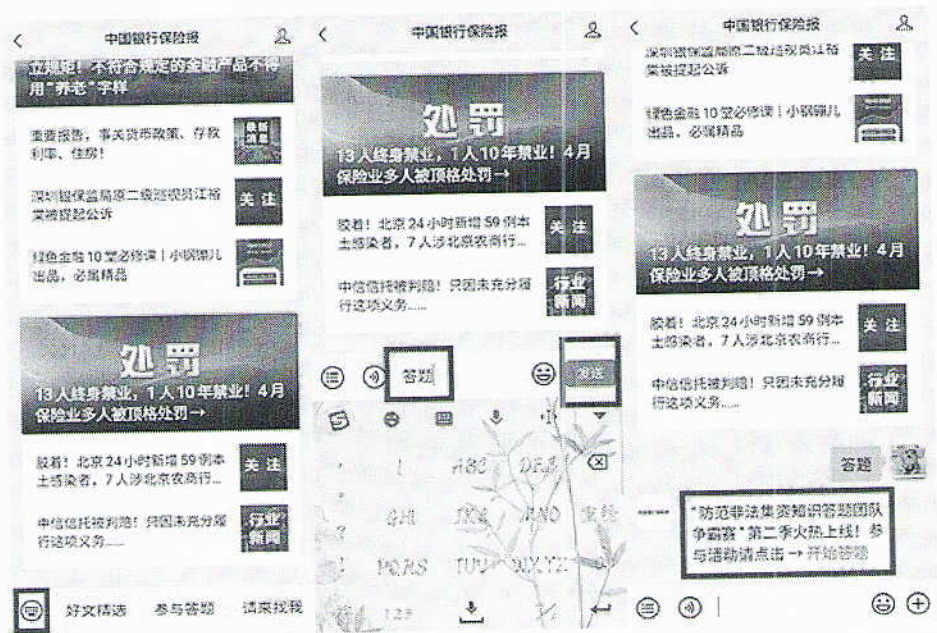 中国银行保险报
立规矩！不符合规定的金融产品不得
用“养老”字样
重要报告，事关货币政策、存款
利率、住房！
最新
消息
深圳银保监局原二级巡视员江裕
棠被提起公诉
关注
绿色金融10堂必修课｜小钢镚儿
出品，必属精品
处罚
13人终身禁业，1人10年禁业！4月
保险业多人被顶格处罚→
胶着！北京24小时新增59例本
土感染者，7人涉北京农商行...
关注
中信信托被判赔！只因未充分履
行这项义务......
行业
新闻
好文精选
参与答题
请来找我
中国银行保险报
处罚
13人终身禁业，1人10年禁业！4月
保险业多人被顶格处罚→
胶着！北京24小时新增59例本
土感染者，7人涉北京农商行...
关注
中信信托被判赔！只因未充分履
行这项义务......
行业
新闻
答题
发送
ABC
DEF
GHI
JKL
MNO
PQRS
TUV
WXYZ
123
中国银行保险报
深圳银保监局原二级巡视员江裕
棠被提起公诉
关注
绿色金融10堂必修课｜小钢镚儿
出品，必属精品
处罚
13人终身禁业，1人10年禁业！4月
保险业多人被顶格处罚→
胶着！北京24小时新增59例本
土感染者，7人涉北京农商行...
关注
中信信托被判赔！只因未充分履
行这项义务......
行业
新闻
答题
“防范非法集资知识答题团队
争霸赛”第二季火热上线！参
与活动请点击→开始答题